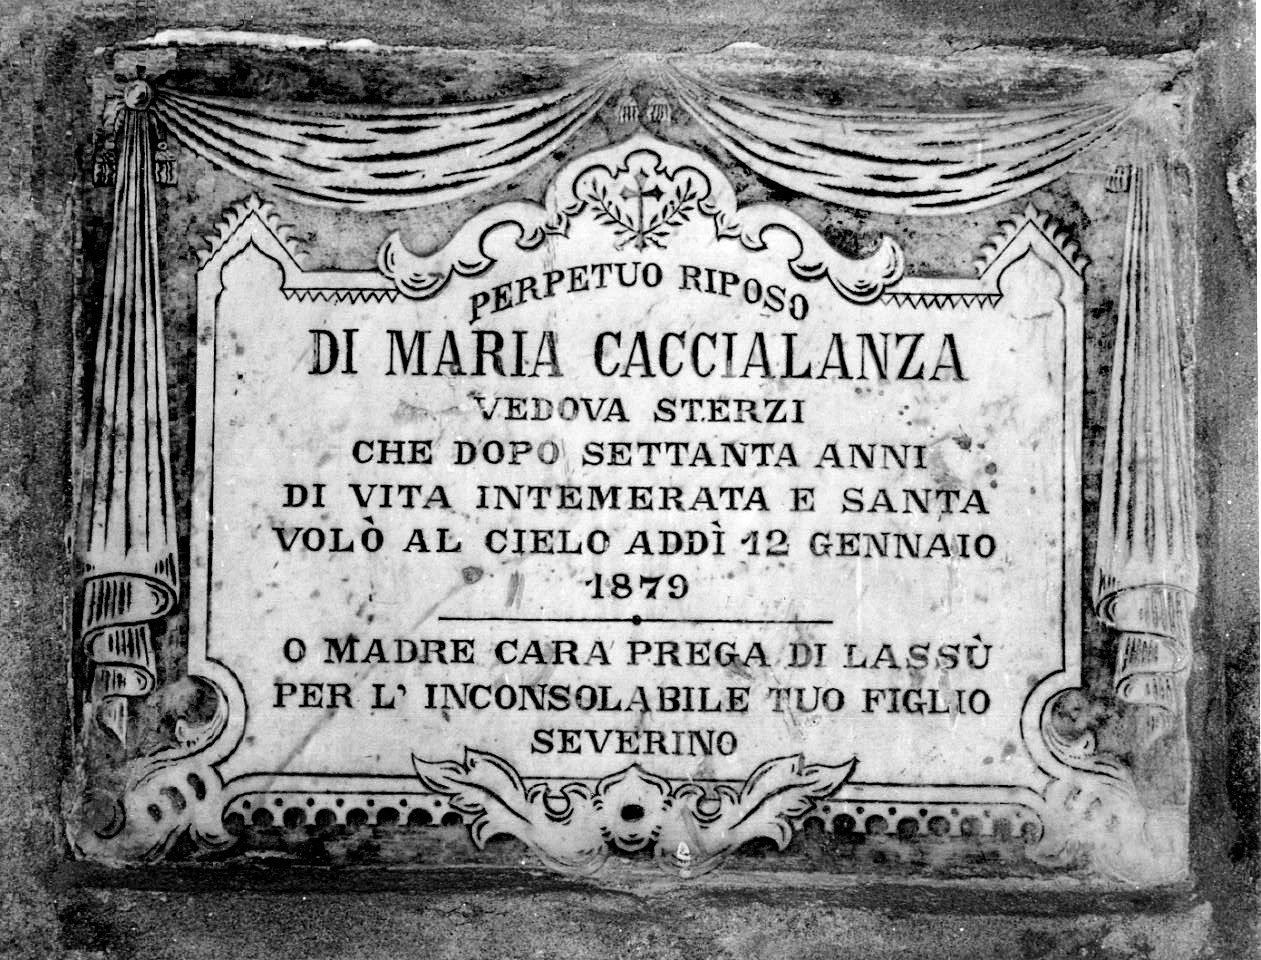 PERPETUO RIPOSO
DI MARIA CACCIALANZA
VEDOVA STERZI
CHE DOPO SETTANTA ANNI
DI VITA INTEMERATA E SANTA
VOLÒ AL CIELO ADDÌ 12 GENNAIO
1879
O MADRE CARA PREGA DI LASSÙ
PER L' INCONSOLABILE TUO FIGLIO
SEVERINO